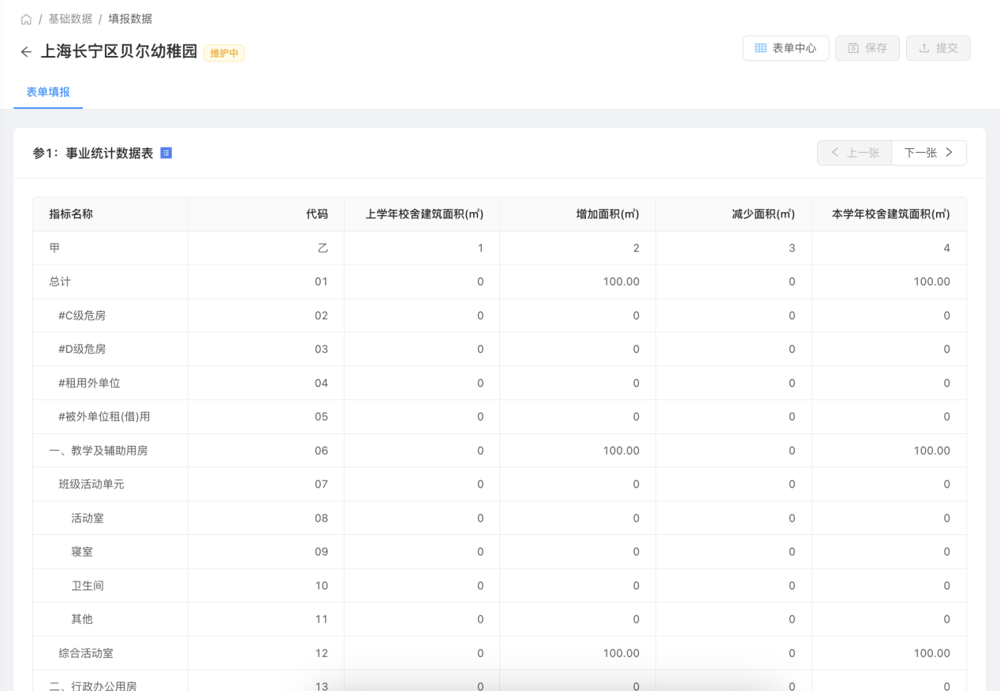 / 基础数据 / 填报数据
上海长宁区贝尔幼稚园 维护中 表单中心 保存 提交
表单填报
参1：事业统计数据表 上一张 下一张
指标名称 代码 上学年校舍建筑面积(㎡) 增加面积(㎡) 减少面积(㎡) 本学年校舍建筑面积(㎡)
甲 乙 1 2 3 4
总计 01 0 100.00 0 100.00
#C级危房 02 0 0 0 0
#D级危房 03 0 0 0 0
#租用外单位 04 0 0 0 0
#被外单位租(借)用 05 0 0 0 0
一、教学及辅助用房 06 0 100.00 0 100.00
班级活动单元 07 0 0 0 0
活动室 08 0 0 0 0
寝室 09 0 0 0 0
卫生间 10 0 0 0 0
其他 11 0 0 0 0
综合活动室 12 0 100.00 0 100.00
二、行政办公用房 13 0 0 0 0